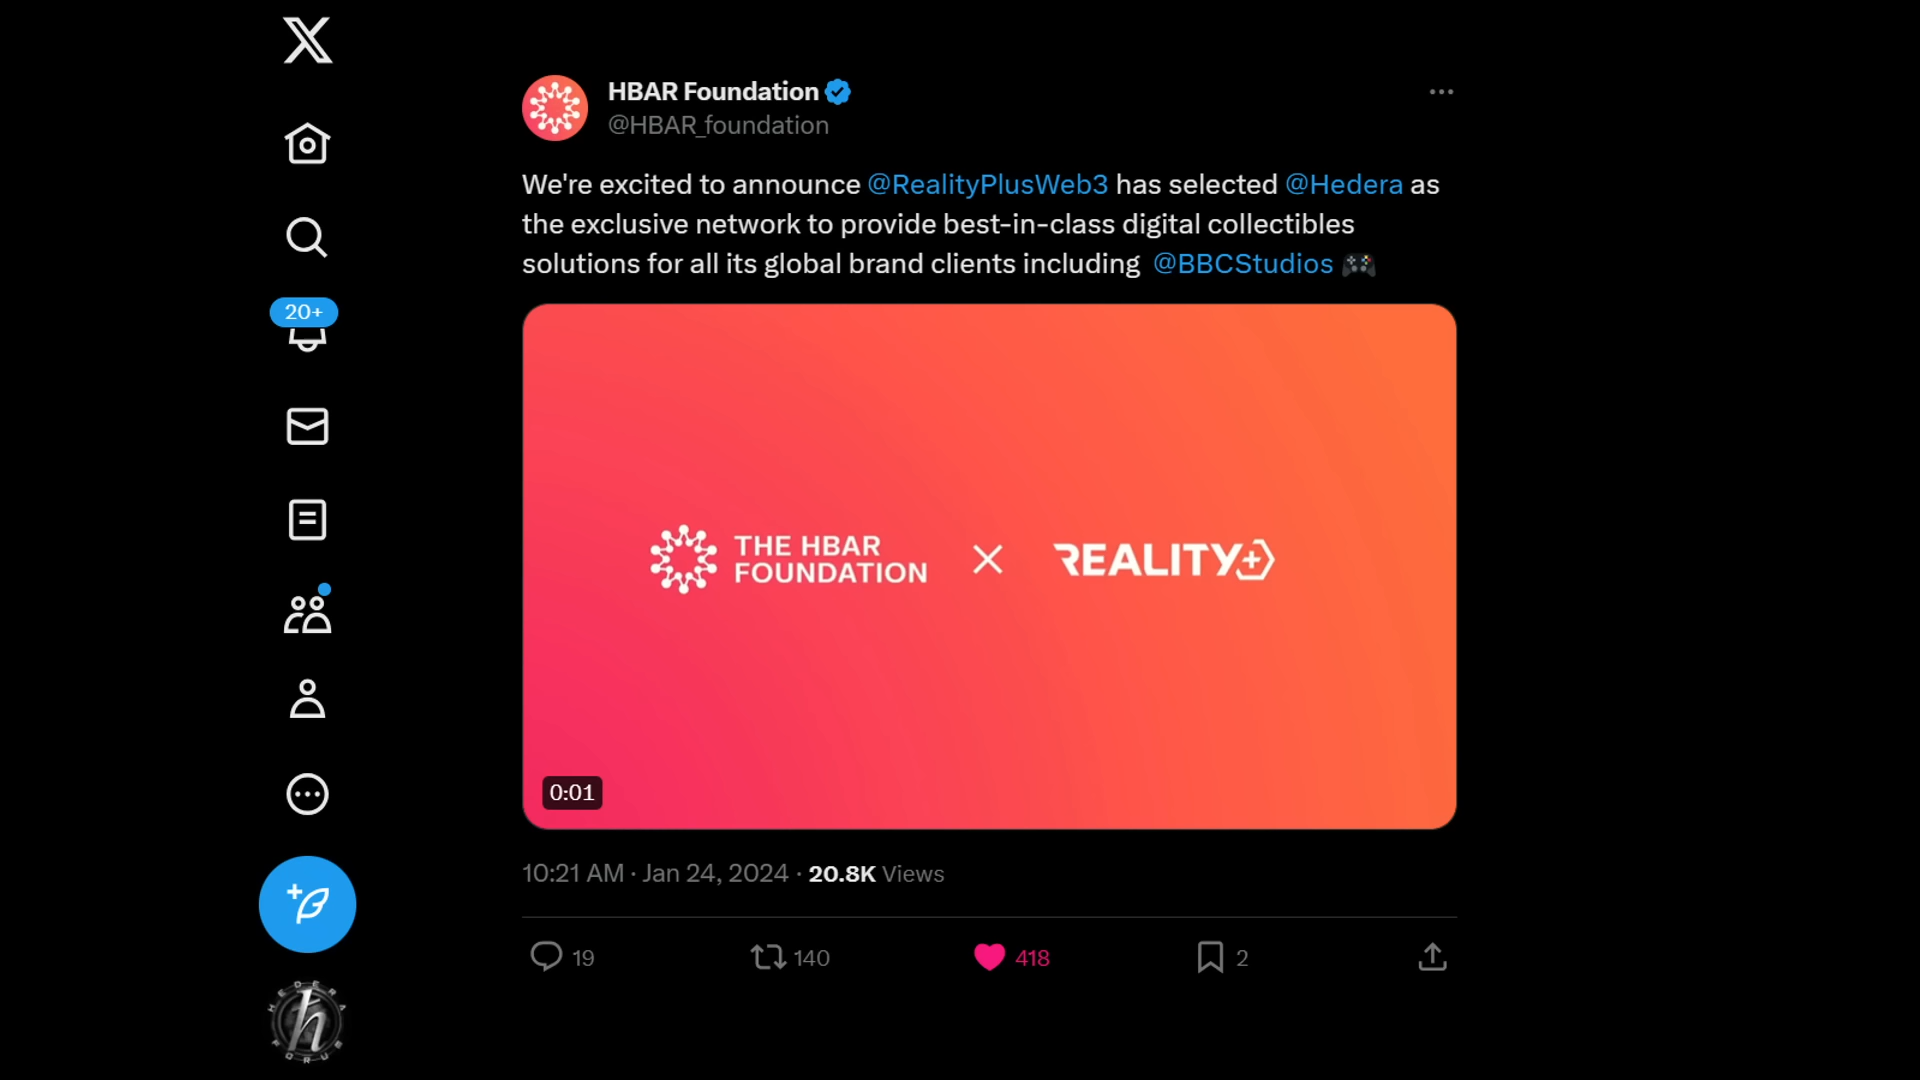 HBAR Foundation
@HBAR_foundation
We're excited to announce @RealityPlusWeb3 has selected @Hedera as
the exclusive network to provide best-in-class digital collectibles
solutions for all its global brand clients including @BBCStudios 🎮
20+
THE HBAR
FOUNDATION
REALITY+
0:01
10:21 AM · Jan 24, 2024 · 20.8K Views
19
140
418
2
HEDERA
h
FORUM